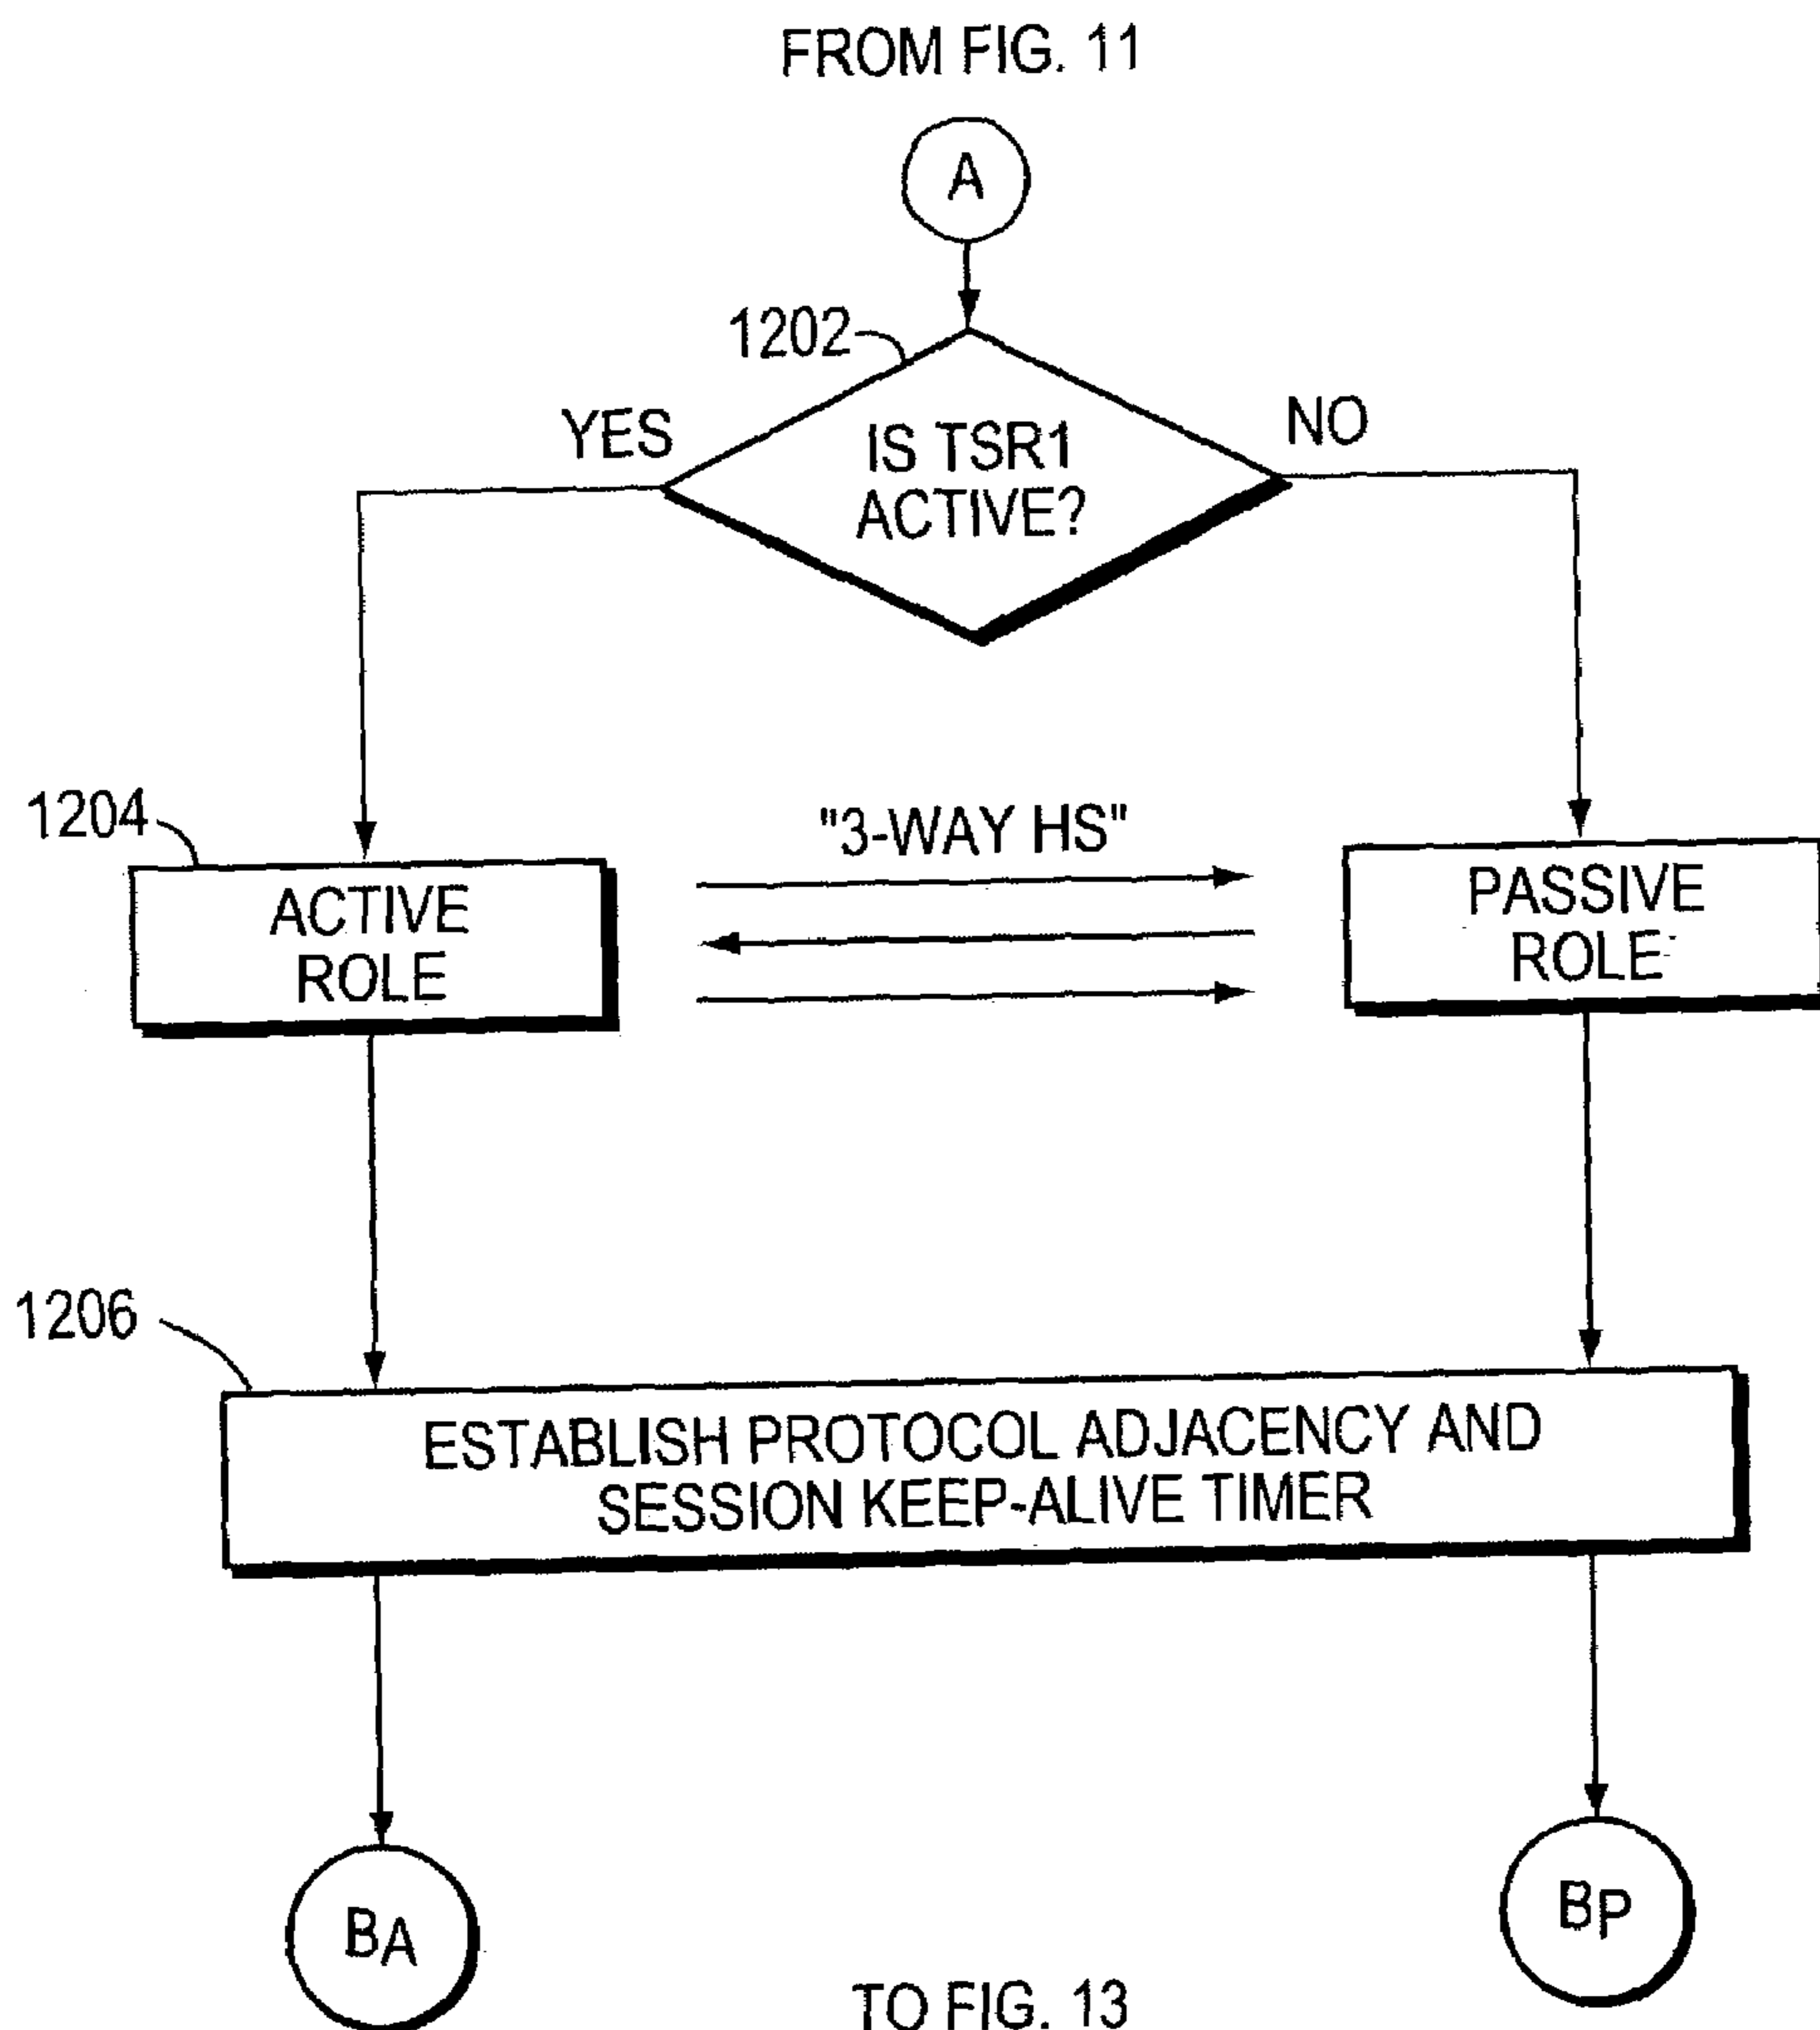 FROM FIG. 11
A
1202
YES
NO
IS TSR1
ACTIVE?
1204
"3-WAY HS"
ACTIVE
ROLE
PASSIVE
ROLE
1206
ESTABLISH PROTOCOL ADJACENCY AND
SESSION KEEP-ALIVE TIMER
BA
BP
TO FIG. 13